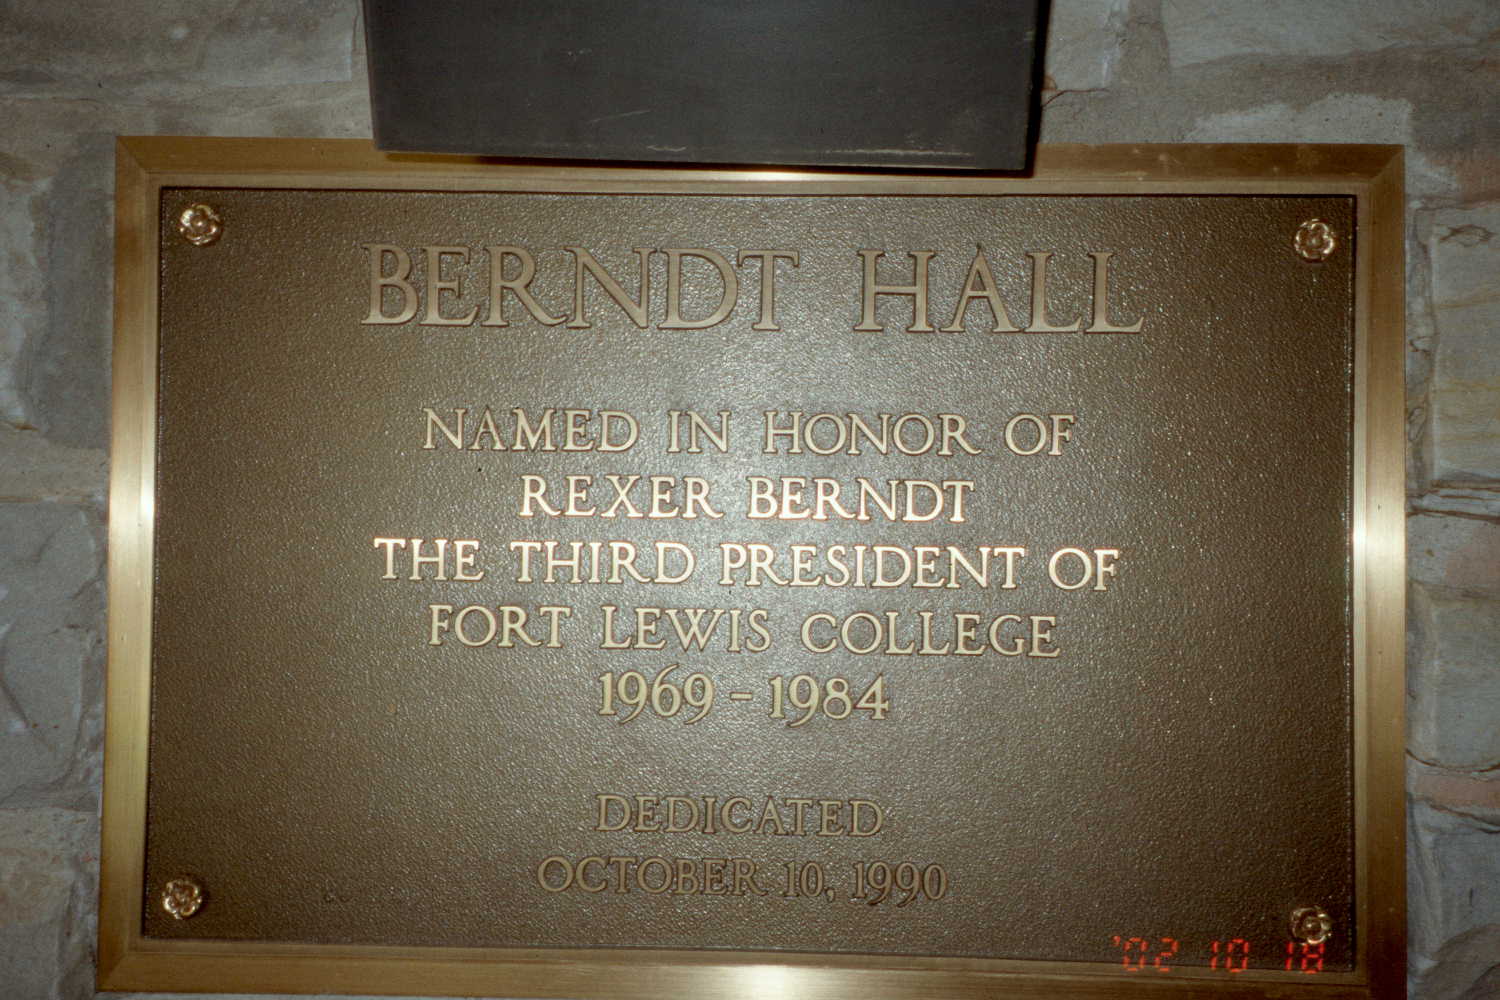 BERNDT HALL
NAMED IN HONOR OF
REXER BERNDT
THE THIRD PRESIDENT OF
FORT LEWIS COLLEGE
1969 - 1984
DEDICATED
OCTOBER 10, 1990
'02 10 18